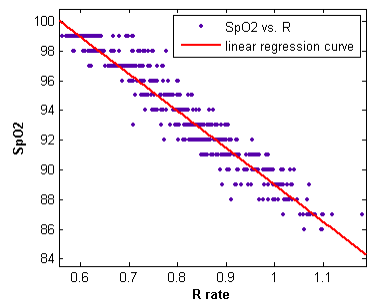 100
98
96
94
92
90
88
86
84
SpO2
SpO2 vs. R
linear regression curve
0.6 0.7 0.8 0.9 1 1.1
R rate